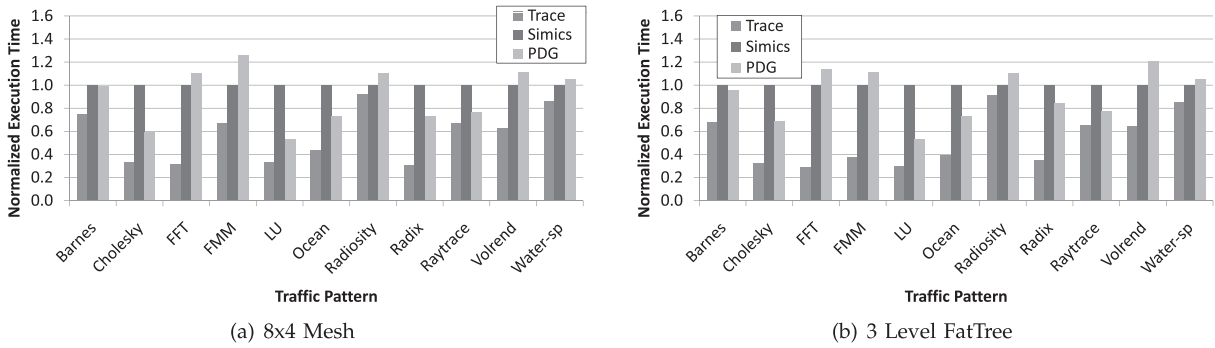 Normalized Execution Time
1.6
1.4
1.2
1.0
0.8
0.6
0.4
0.2
0.0
Trace
Simics
PDG
Barnes
Cholesky
FFT
FMM
LU
Ocean
Radiosity
Radix
Raytrace
Volrend
Water-sp
Traffic Pattern
(a) 8x4 Mesh
Normalized Execution Time
1.6
1.4
1.2
1.0
0.8
0.6
0.4
0.2
0.0
Trace
Simics
PDG
Barnes
Cholesky
FFT
FMM
LU
Ocean
Radiosity
Radix
Raytrace
Volrend
Water-sp
Traffic Pattern
(b) 3 Level FatTree